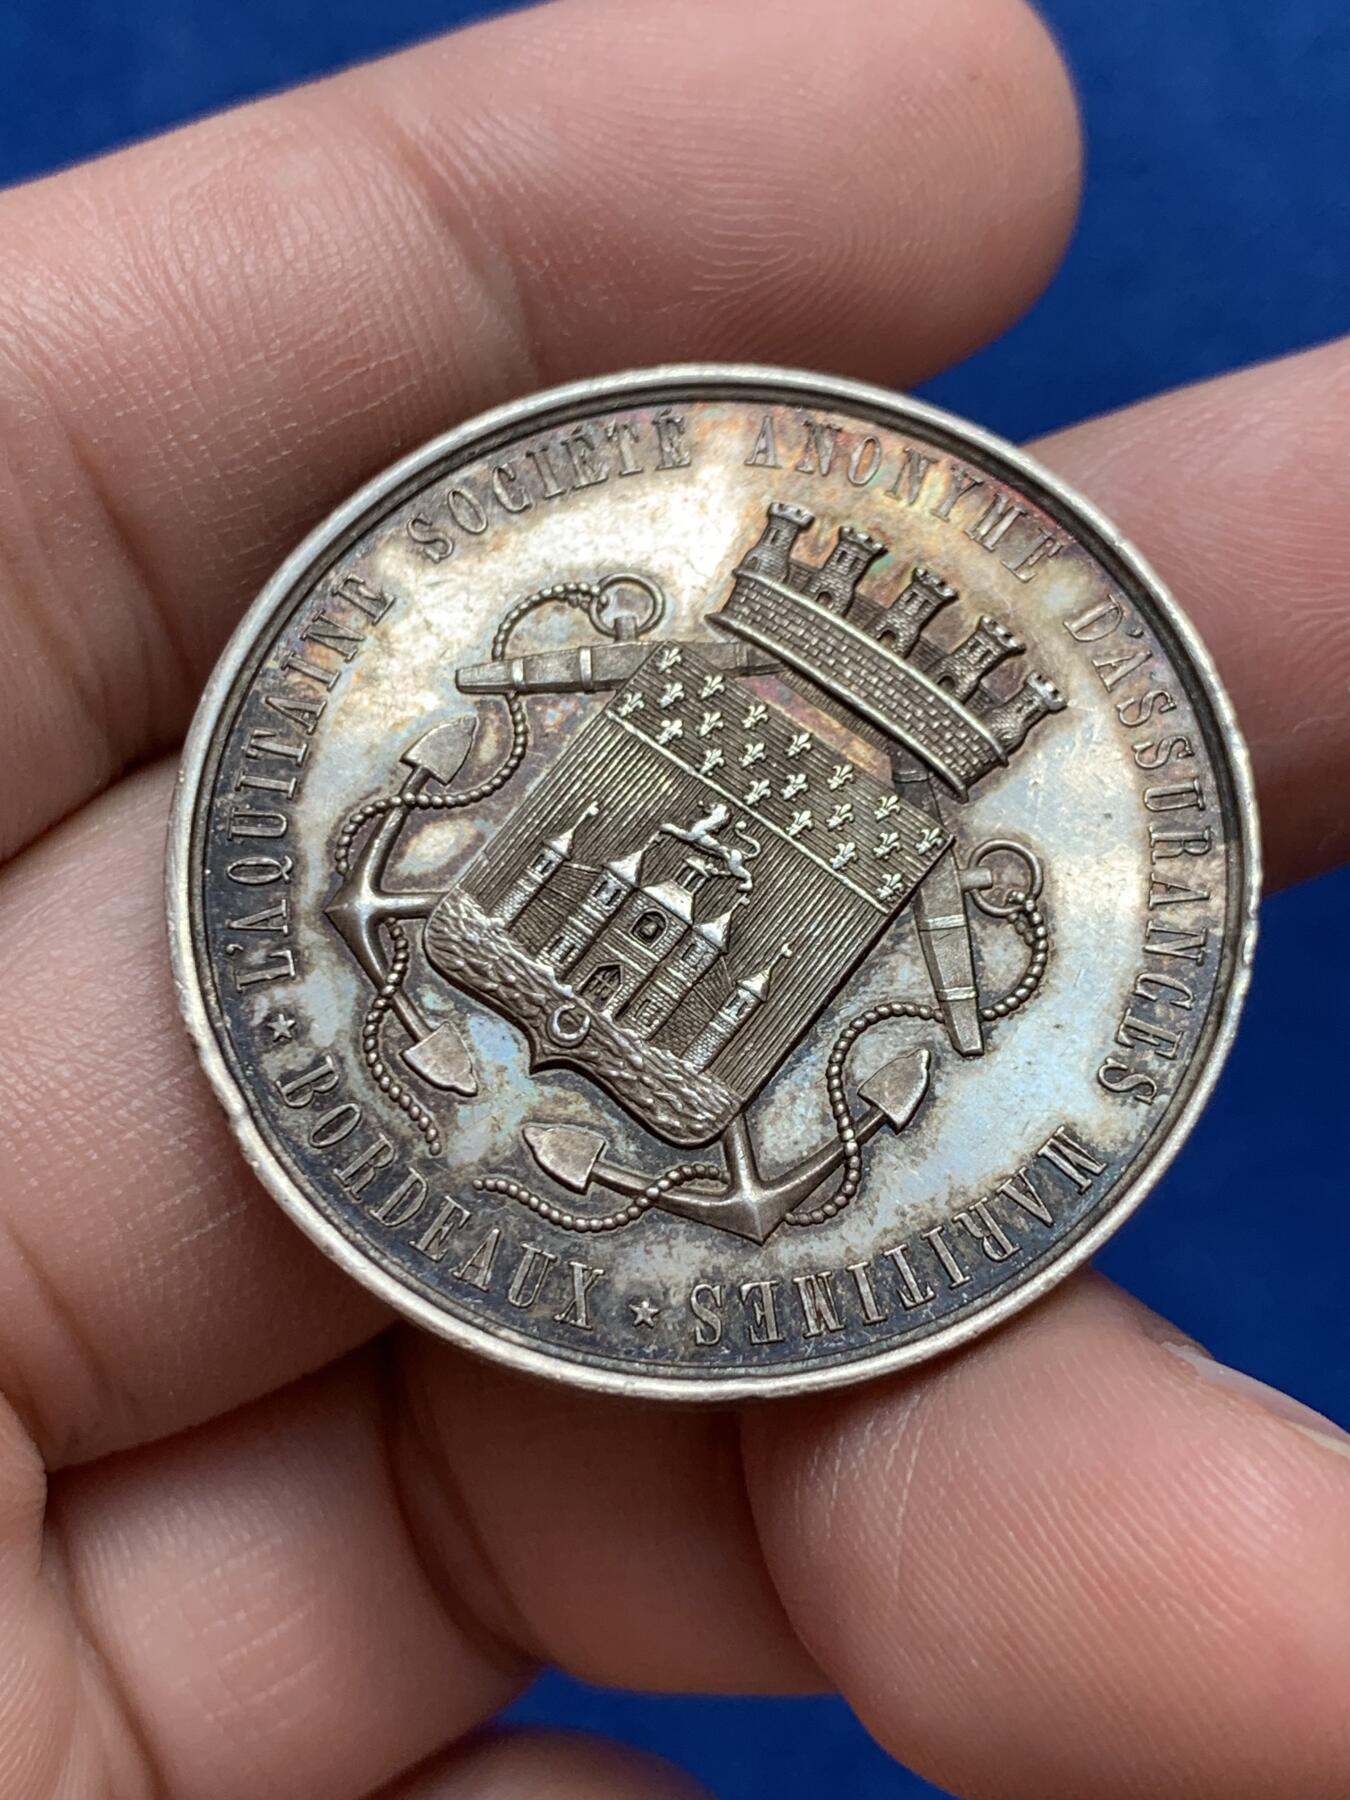 L'AQUITAINE SOCIÉTÉ ANONYME D'ASSURANCES MARITIMES
★ BORDEAUX ★